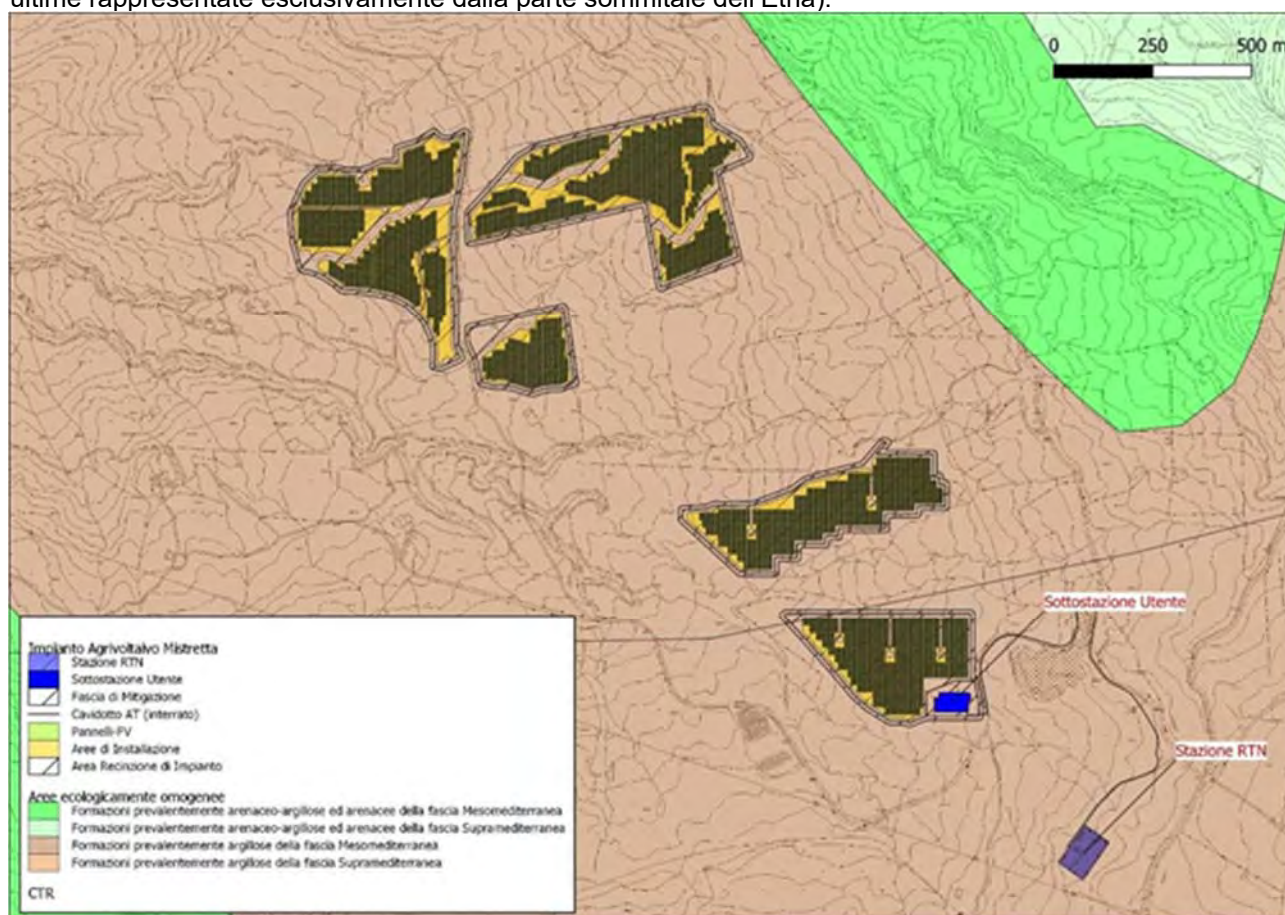 ultime rappresentate esclusivamente dalla parte sommitale dell'Etna).
0 250 500 m
Sottostazione Utente
Stazione RTN
Impianto Agrivoltaivo Mistretta
Stazione RTN
Sottostazione Utente
Fascia di Mitigazione
Cavidotto AT (interrato)
Pannelli-FV
Aree di Installazione
Area Recinzione di Impianto
Aree ecologicamente omogenee
Formazioni prevalentemente arenaceo-argillose ed arenacee della fascia Mesomediterranea
Formazioni prevalentemente arenaceo-argillose ed arenacee della fascia Supramediterranea
Formazioni prevalentemente argillose della fascia Mesomediterranea
Formazioni prevalentemente argillose della fascia Supramediterranea
CTR